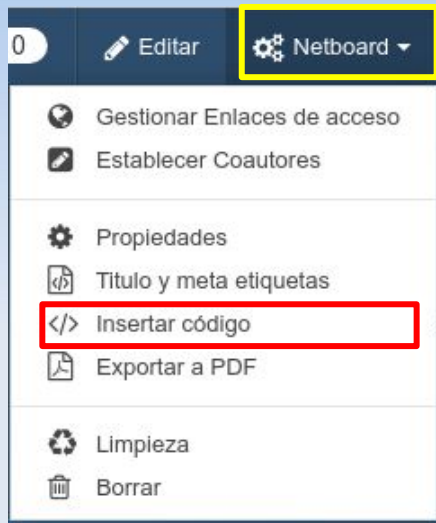 0 Editar Netboard
Gestionar Enlaces de acceso
Establecer Coautores
Propiedades
Titulo y meta etiquetas
</> Insertar código
Exportar a PDF
Limpieza
Borrar